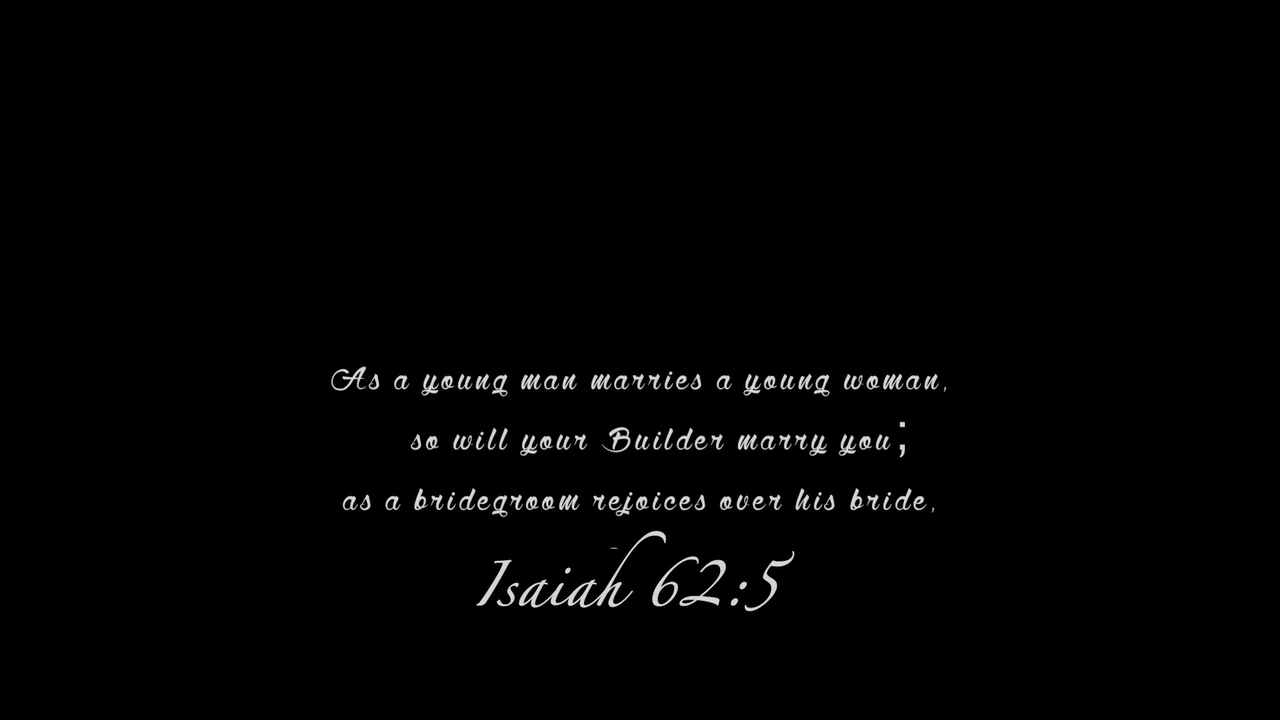 As a young man marries a young woman,
so will your Builder marry you;
as a bridegroom rejoices over his bride,
Isaiah 62:5